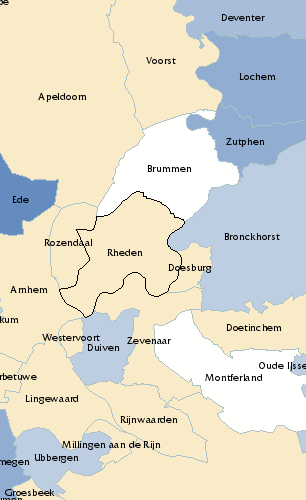 Deventer
Voorst
Lochem
Apeldoorn
Zutphen
Brummen
Ede
Bronckhorst
Rozendaal
Rheden
Doesburg
Arnhem
kum
Doetinchem
Westervoort
Zevenaar
Duiven
Oude IJsse
Montferland
rbetuwe
Lingewaard
Rijnwaarden
Millingen aan de Rijn
Ubbergen
megen
Groesbeek